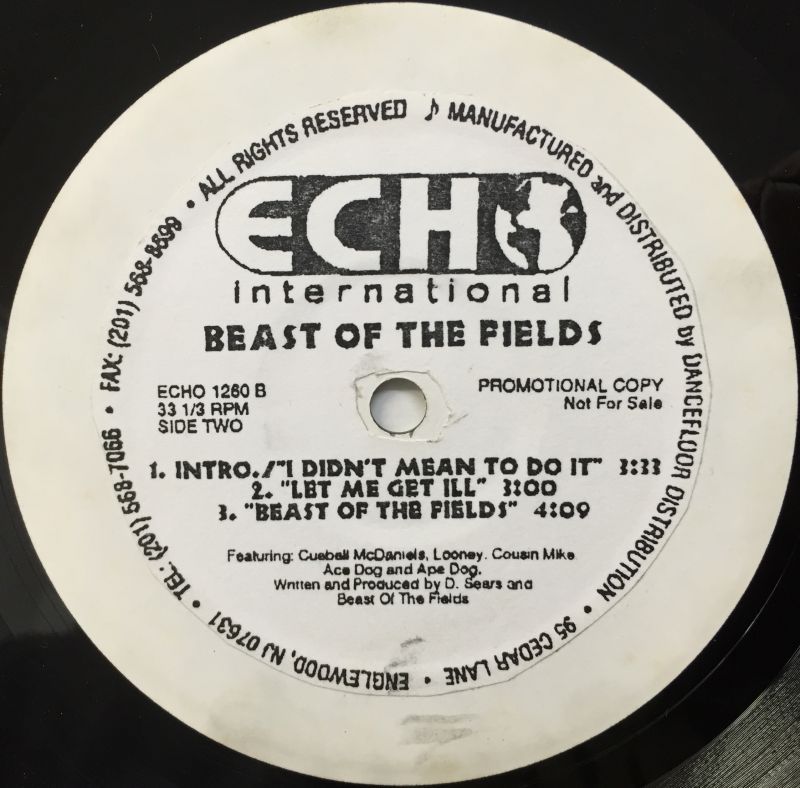 ALL RIGHTS RESERVED ♪ MANUFACTURED and DISTRIBUTED by DANCEFLOOR DISTRIBUTION • 95 CEDAR LANE • ENGLEWOOD, NJ 07631 • TEL: (201) 568-7066 • FAX: (201) 568-8699 •
ECHO
international
BEAST OF THE FIELDS
ECHO 1260 B
33 1/3 RPM
SIDE TWO
PROMOTIONAL COPY
Not For Sale
1. INTRO./"I DIDN'T MEAN TO DO IT" 3:33
2. "LET ME GET ILL" 3:00
3. "BEAST OF THE FIELDS" 4:09
Featuring: Cueball McDaniels, Looney. Cousin Mike
Ace Dog and Ape Dog.
Written and Produced by D. Sears and
Beast Of The Fields